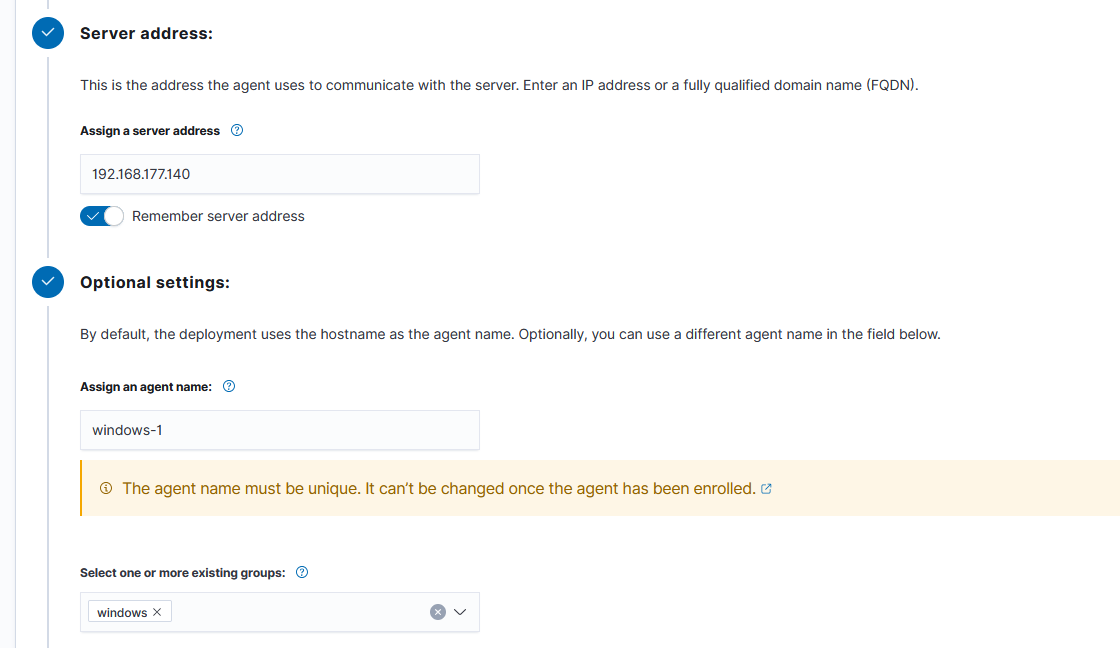 Server address:
This is the address the agent uses to communicate with the server. Enter an IP address or a fully qualified domain name (FQDN).
Assign a server address
192.168.177.140
Remember server address
Optional settings:
By default, the deployment uses the hostname as the agent name. Optionally, you can use a different agent name in the field below.
Assign an agent name:
windows-1
The agent name must be unique. It can’t be changed once the agent has been enrolled.
Select one or more existing groups:
windows